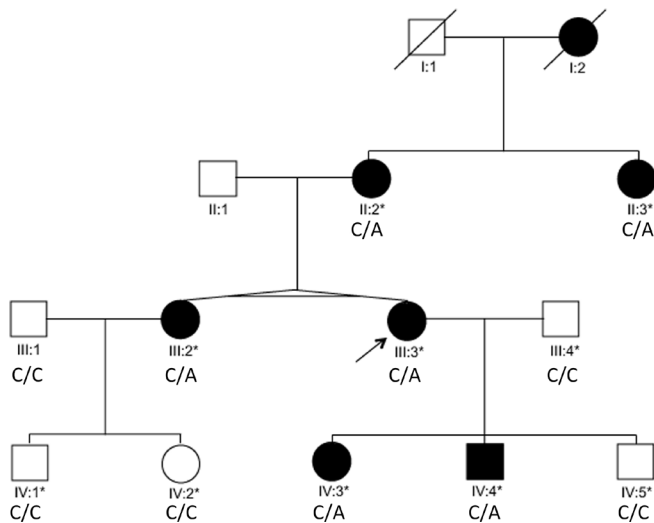 I:1 I:2
II:1 II:2* II:3*
C/A C/A
III:1 III:2* III:3* III:4*
C/C C/A C/A C/C
IV:1* IV:2* IV:3* IV:4* IV:5*
C/C C/C C/A C/A C/C